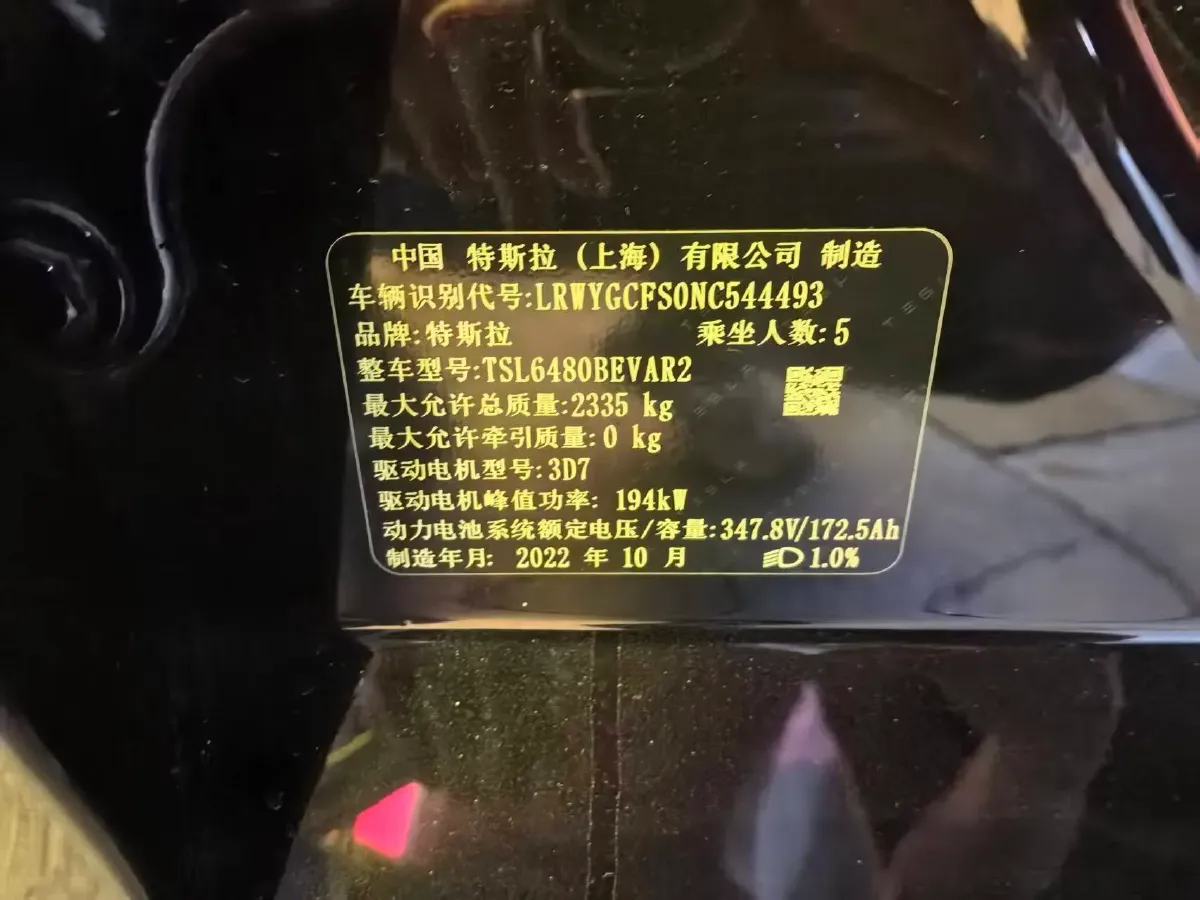 中国 特斯拉（上海）有限公司 制造
车辆识别代号:LRWYGCFS0NC544493
品牌:特斯拉 乘坐人数:5
整车型号:TSL6480BEVAR2
最大允许总质量:2335 kg
最大允许牵引质量:0 kg
驱动电机型号:3D7
驱动电机峰值功率: 194kW
动力电池系统额定电压/容量:347.8V/172.5Ah
制造年月: 2022 年 10 月 1.0%